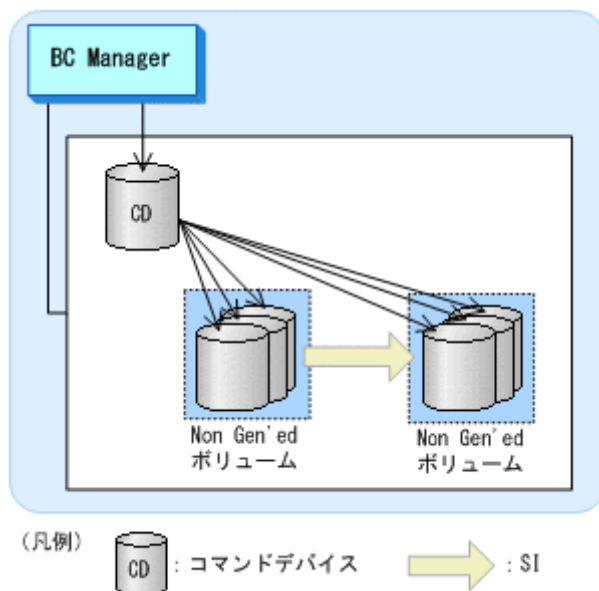 BC Manager
CD
Non Gen'ed
ボリューム
Non Gen'ed
ボリューム
(凡例)
CD
: コマンドデバイス
: SI